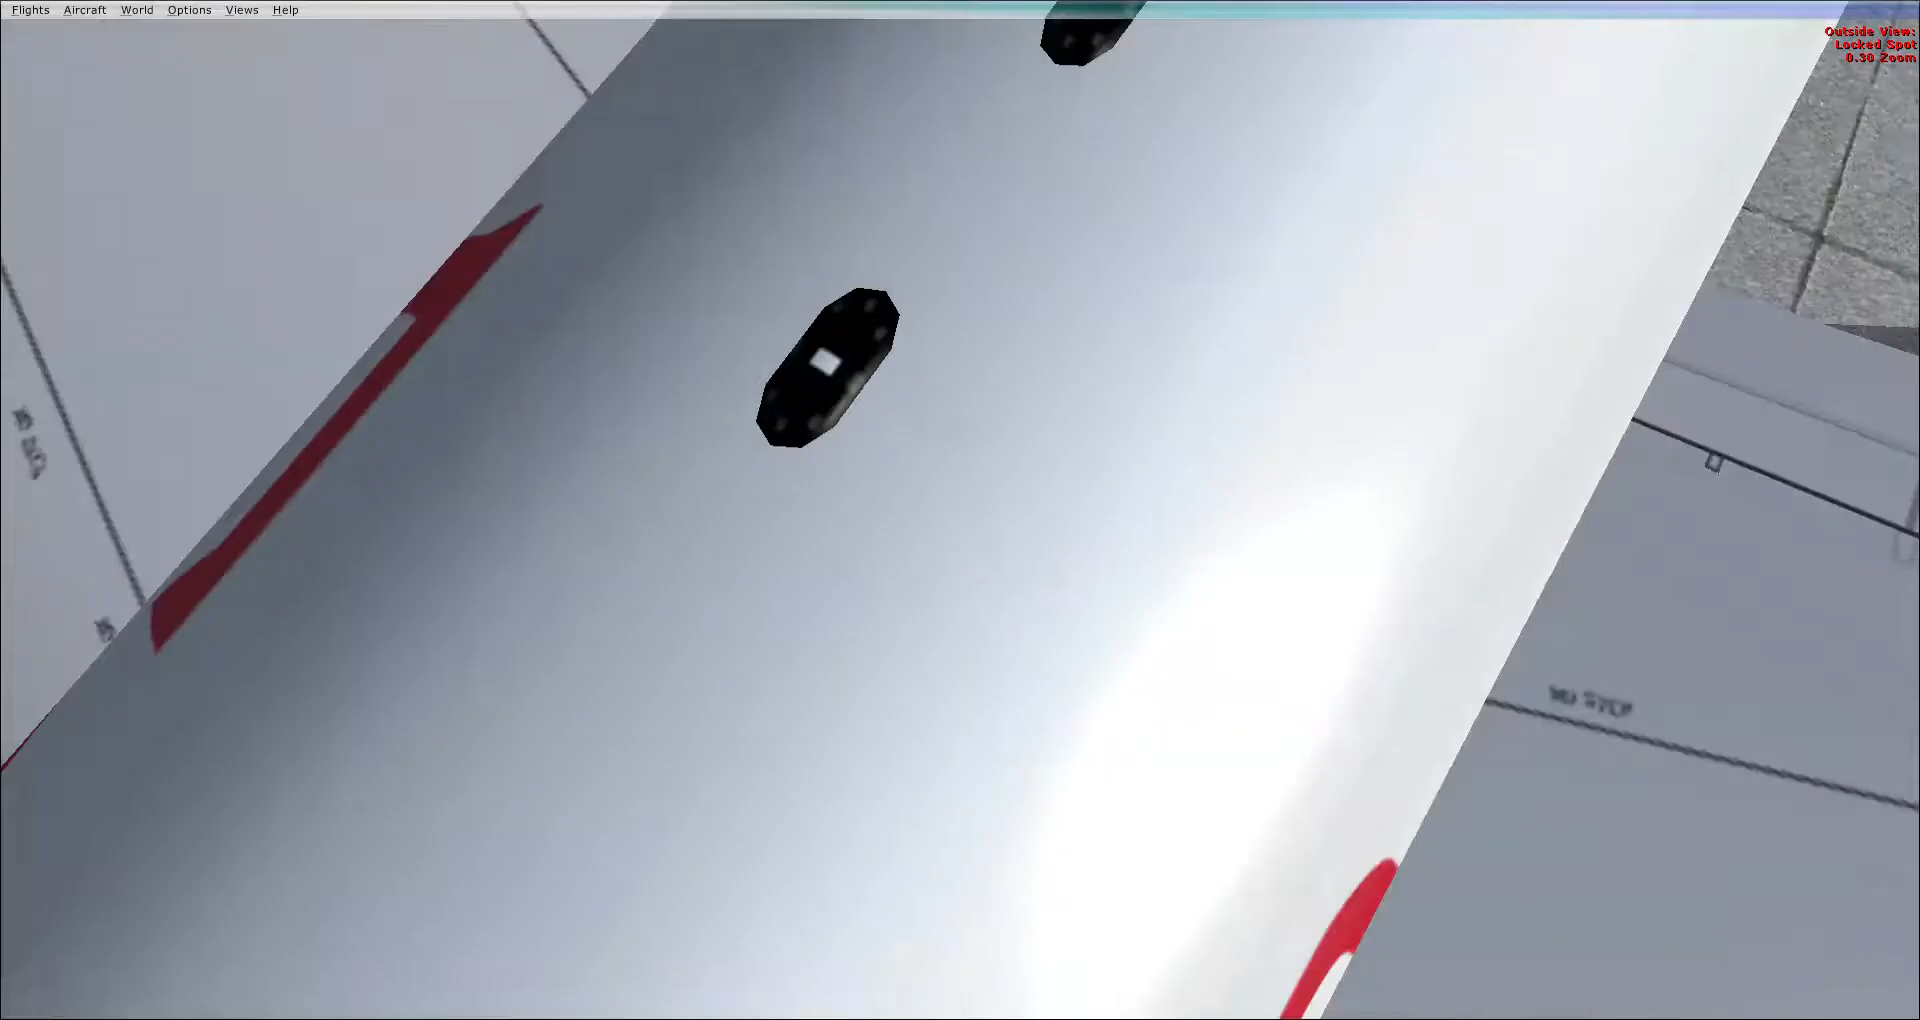 Flights Aircraft World Options Views Help
Outside View:
Locked Spot
0.30 Zoom
NO STEP